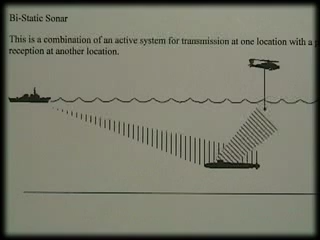 Bi-Static Sonar
This is a combination of an active system for transmission at one location with a
reception at another location.